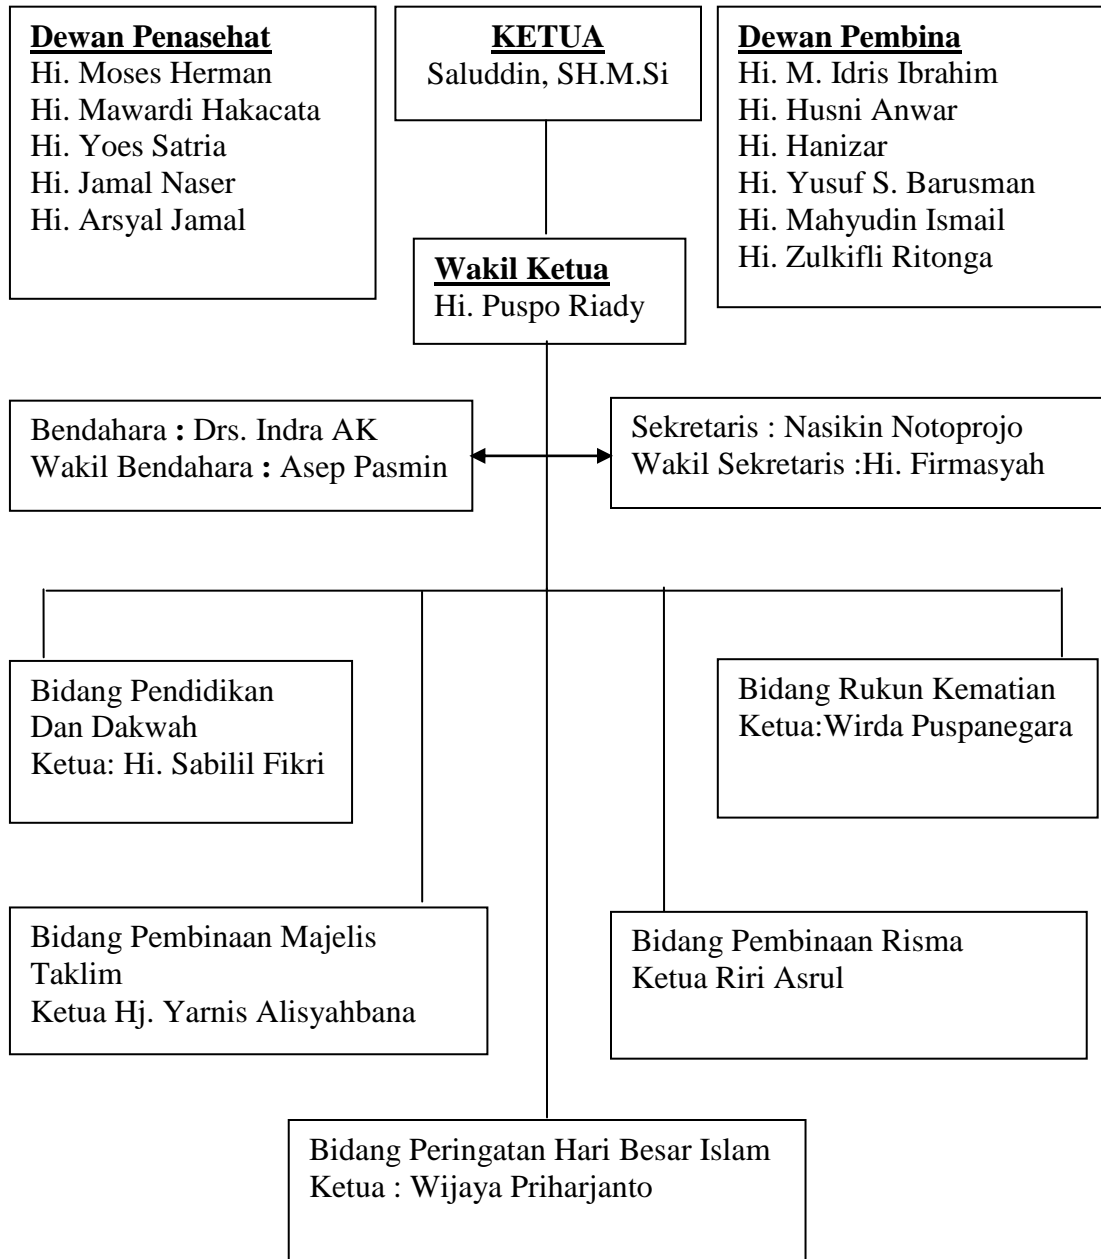 Dewan Penasehat
Hi. Moses Herman
Hi. Mawardi Hakacata
Hi. Yoes Satria
Hi. Jamal Naser
Hi. Arsyal Jamal
KETUA
Saluddin, SH.M.Si
Dewan Pembina
Hi. M. Idris Ibrahim
Hi. Husni Anwar
Hi. Hanizar
Hi. Yusuf S. Barusman
Hi. Mahyudin Ismail
Hi. Zulkifli Ritonga
Wakil Ketua
Hi. Puspo Riady
Bendahara : Drs. Indra AK
Wakil Bendahara : Asep Pasmin
Sekretaris : Nasikin Notoprojo
Wakil Sekretaris :Hi. Firmasyah
Bidang Pendidikan
Dan Dakwah
Ketua: Hi. Sabilil Fikri
Bidang Rukun Kematian
Ketua:Wirda Puspanegara
Bidang Pembinaan Majelis
Taklim
Ketua Hj. Yarnis Alisyahbana
Bidang Pembinaan Risma
Ketua Riri Asrul
Bidang Peringatan Hari Besar Islam
Ketua : Wijaya Priharjanto